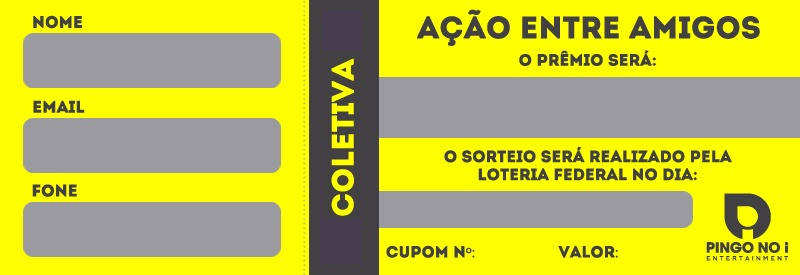 NOME
EMAIL
FONE
COLETIVA
AÇÃO ENTRE AMIGOS
O PRÊMIO SERÁ:
O SORTEIO SERÁ REALIZADO PELA
LOTERIA FEDERAL NO DIA:
CUPOM Nº:
VALOR:
PINGO NO i
ENTERTAINMENT